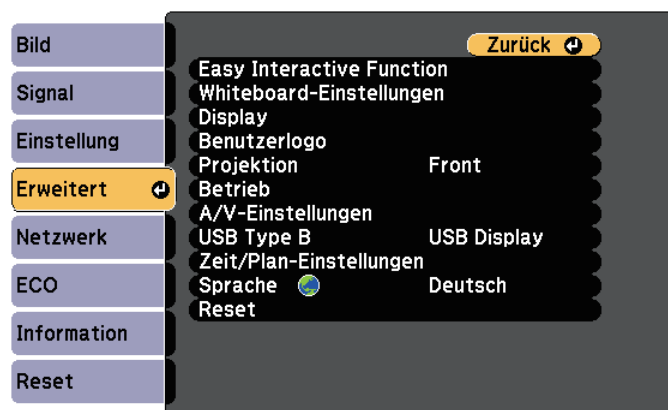 Bild
Signal
Einstellung
Erweitert
Netzwerk
ECO
Information
Reset
Zurück
Easy Interactive Function
Whiteboard-Einstellungen
Display
Benutzerlogo
Projektion Front
Betrieb
A/V-Einstellungen
USB Type B USB Display
Zeit/Plan-Einstellungen
Sprache Deutsch
Reset